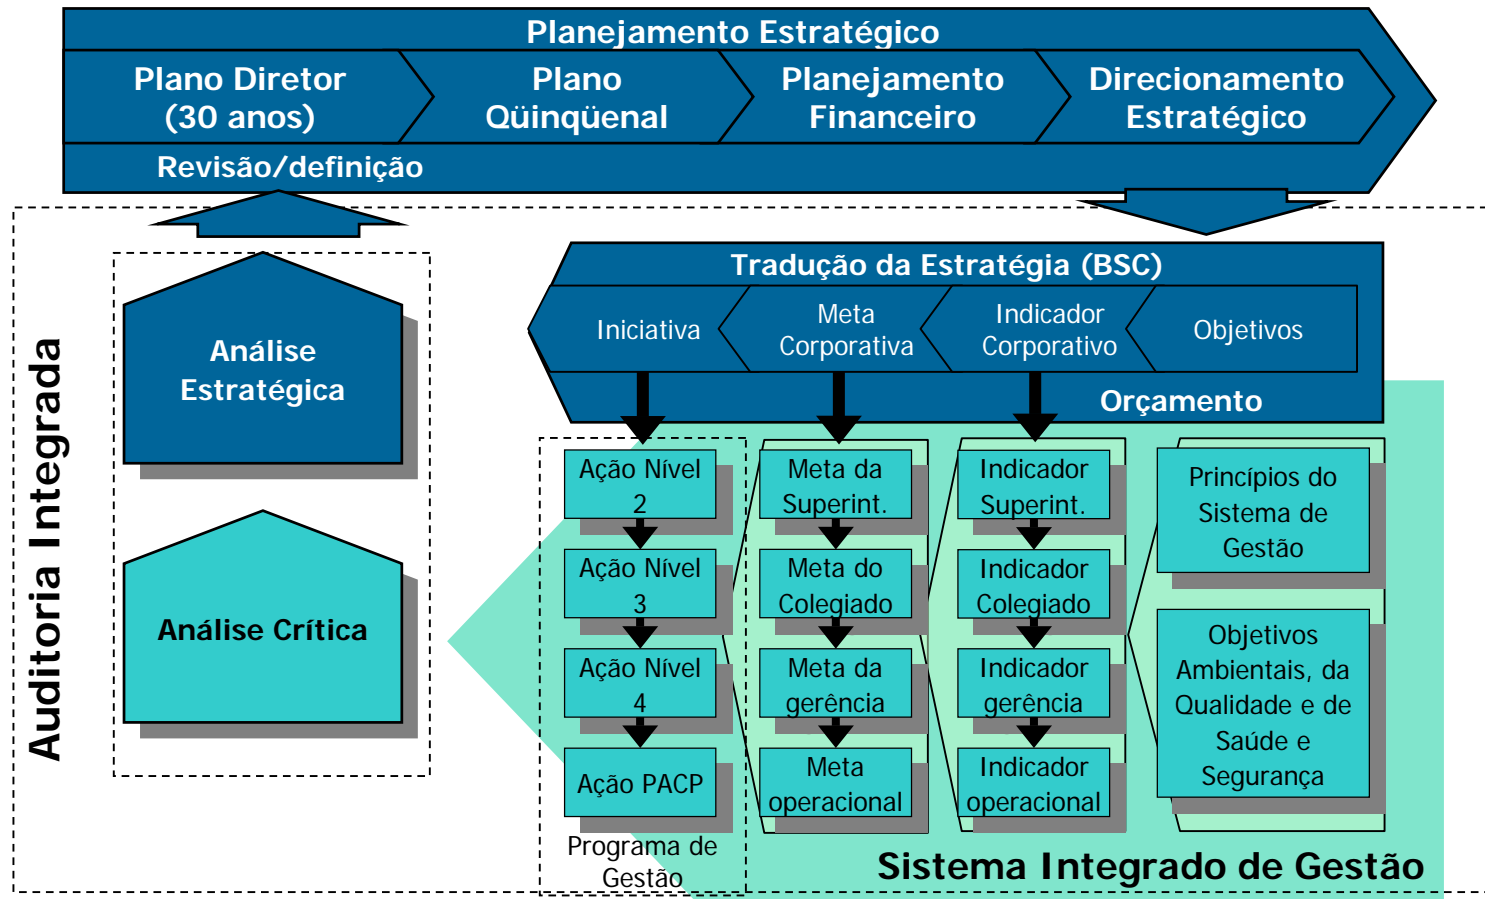 Planejamento Estratégico
Plano Diretor
(30 anos)
Plano
Qüinqüenal
Planejamento
Financeiro
Direcionamento
Estratégico
Revisão/definição
Auditoria Integrada
Análise
Estratégica
Análise Crítica
Tradução da Estratégia (BSC)
Iniciativa
Meta
Corporativa
Indicador
Corporativo
Objetivos
Orçamento
Ação Nível
2
Ação Nível
3
Ação Nível
4
Ação PACP
Programa de
Gestão
Meta da
Superint.
Meta do
Colegiado
Meta da
gerência
Meta
operacional
Indicador
Superint.
Indicador
Colegiado
Indicador
gerência
Indicador
operacional
Princípios do
Sistema de
Gestão
Objetivos
Ambientais, da
Qualidade e de
Saúde e
Segurança
Sistema Integrado de Gestão